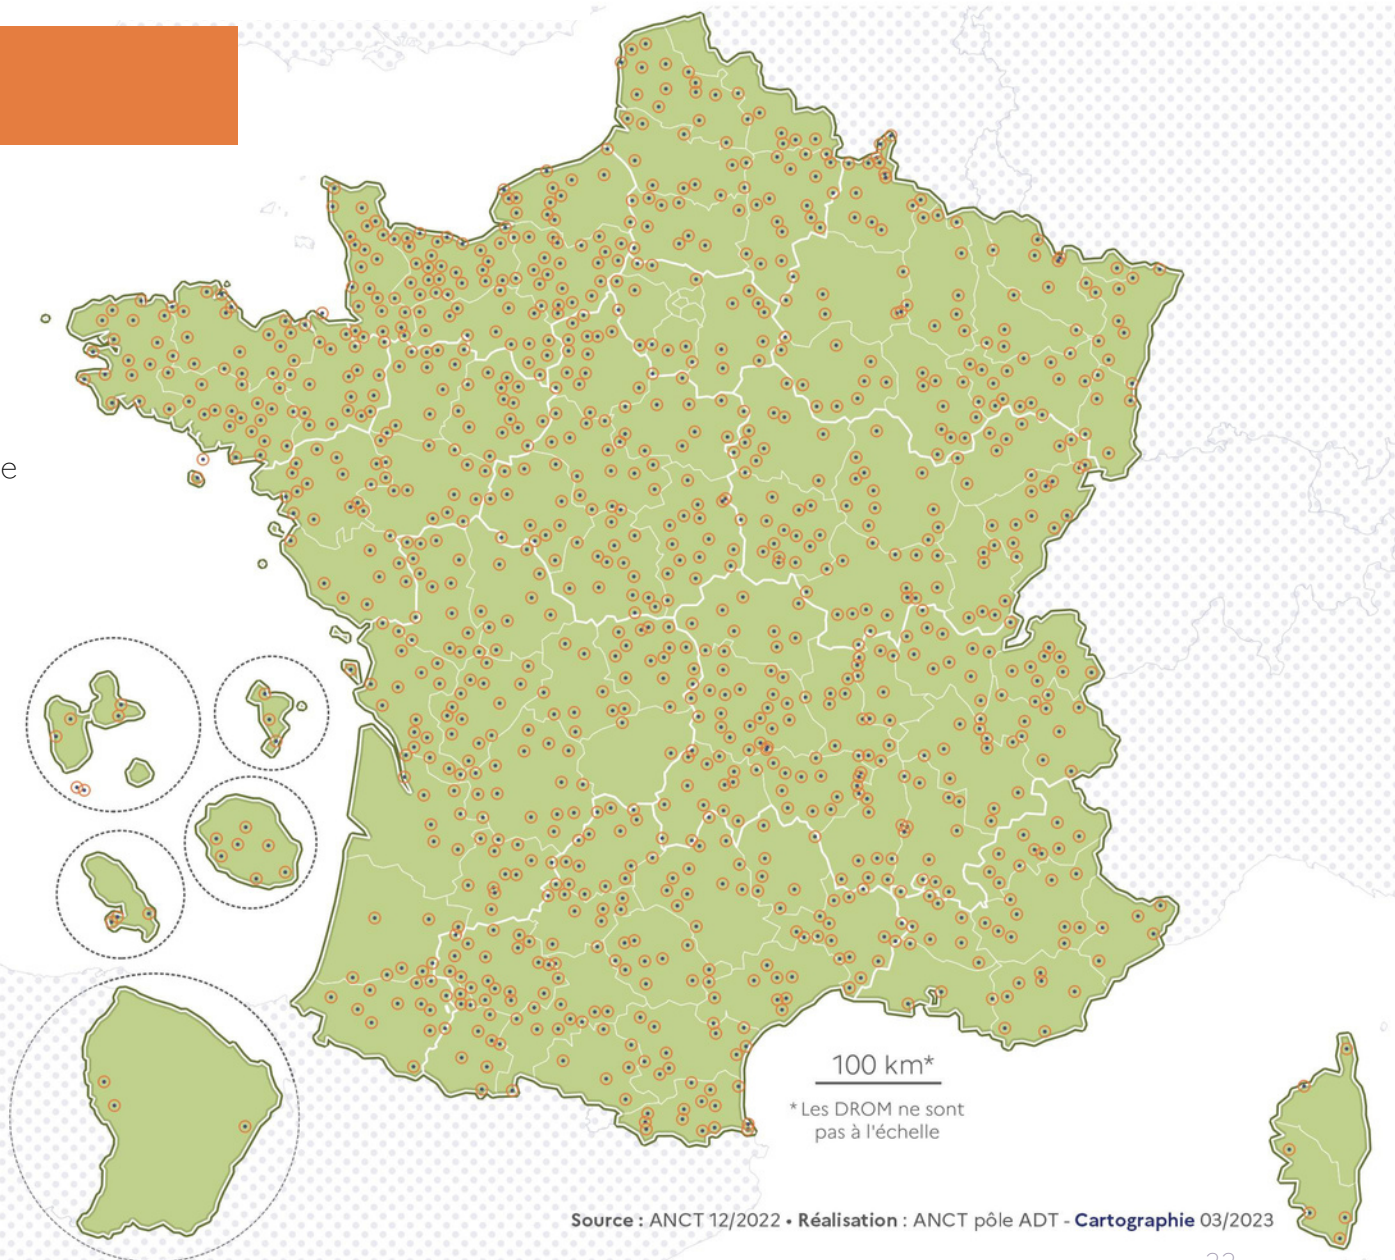 e
100 km*
* Les DROM ne sont
pas à l'échelle
Source : ANCT 12/2022 • Réalisation : ANCT pôle ADT - Cartographie 03/2023